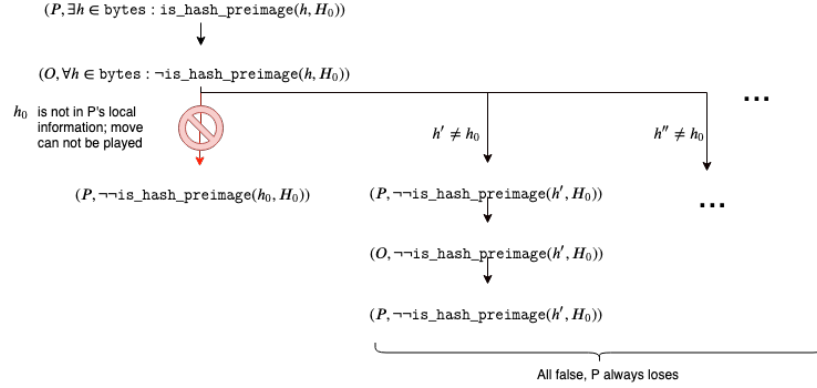 (P, ∃h ∈ bytes : is_hash_preimage(h, H₀))
(O, ∀h ∈ bytes : ¬is_hash_preimage(h, H₀))
...
h₀ is not in P's local
information; move
can not be played
h′ ≠ h₀
h″ ≠ h₀
(P, ¬¬is_hash_preimage(h₀, H₀))
(P, ¬¬is_hash_preimage(h′, H₀))
...
(O, ¬¬is_hash_preimage(h′, H₀))
(P, ¬¬is_hash_preimage(h′, H₀))
All false, P always loses